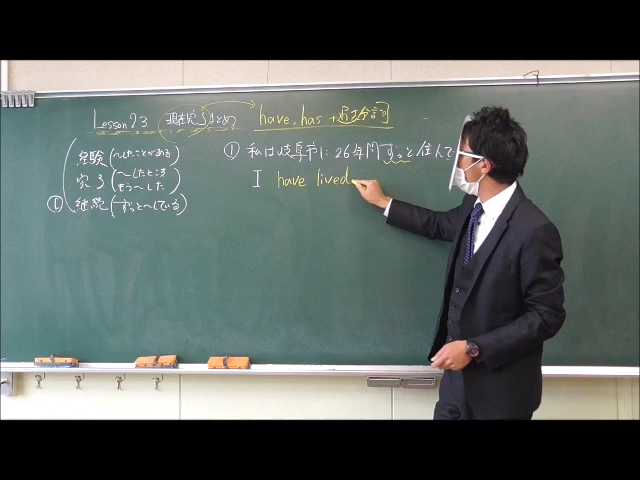 Lesson 23 現在完了まとめ have, has + 過去分詞
経験(〜したことがある)
完了(〜したところ
もう〜した)
① 継続(ずっと〜している)
① 私は岐阜市に26年間ずっと住んで
I have lived